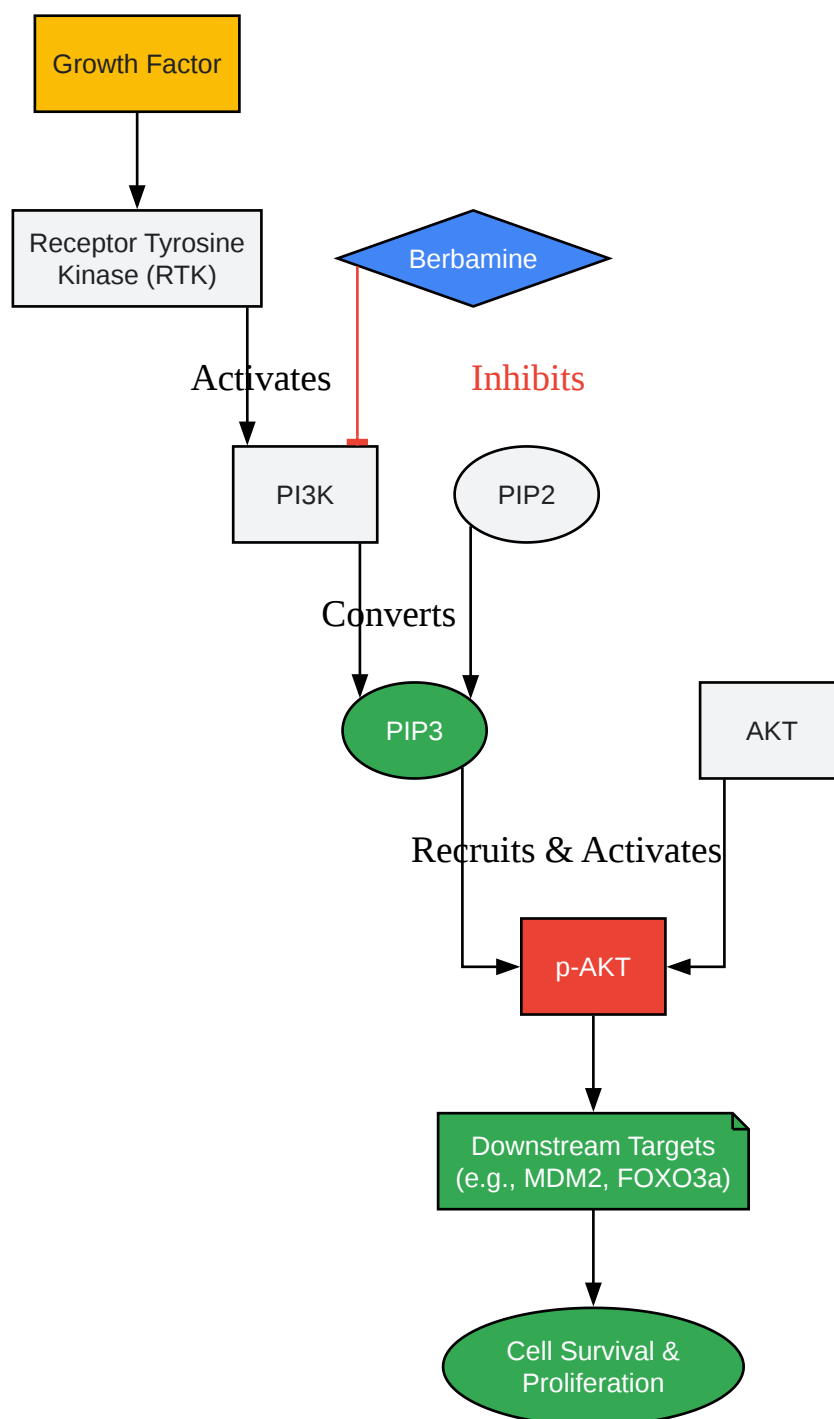 Growth Factor
Receptor Tyrosine
Kinase (RTK)
Berbamine
Activates
Inhibits
PI3K
PIP2
Converts
PIP3
AKT
Recruits & Activates
p-AKT
Downstream Targets
(e.g., MDM2, FOXO3a)
Cell Survival &
Proliferation